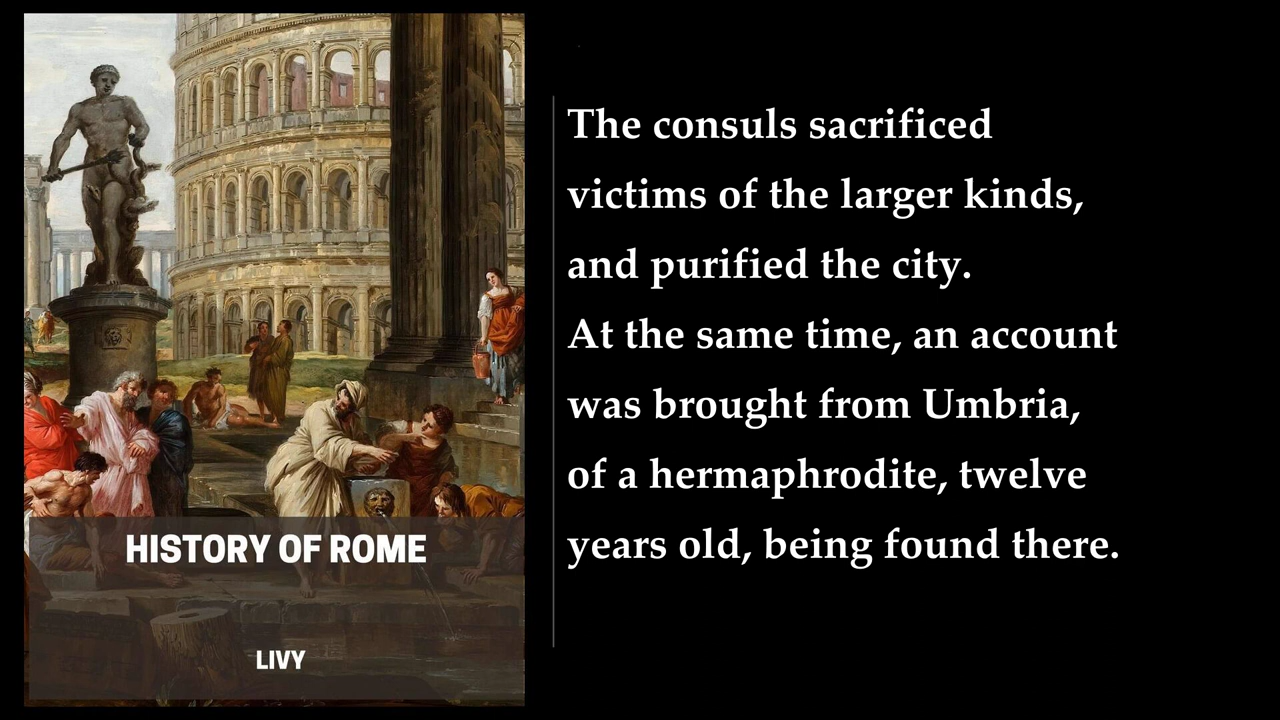 HISTORY OF ROME
LIVY
The consuls sacrificed
victims of the larger kinds,
and purified the city.
At the same time, an account
was brought from Umbria,
of a hermaphrodite, twelve
years old, being found there.